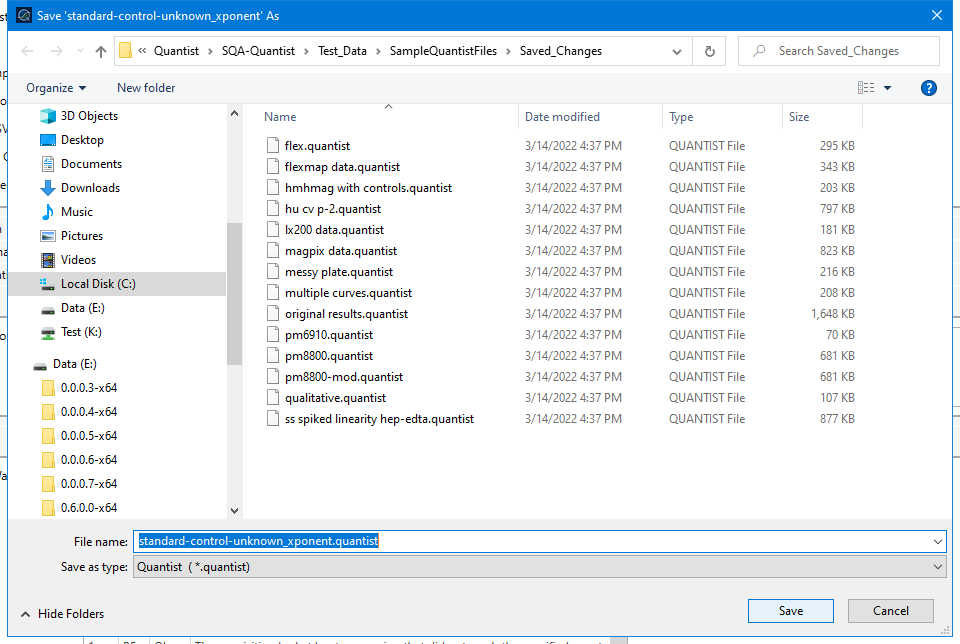 Save 'standard-control-unknown_xponent' As
« Quantist › SQA-Quantist › Test_Data › SampleQuantistFiles › Saved_Changes
Search Saved_Changes
Organize
New folder
?
3D Objects
Desktop
Documents
Downloads
Music
Pictures
Videos
Local Disk (C:)
Data (E:)
Test (K:)
Data (E:)
0.0.0.3-x64
0.0.0.4-x64
0.0.0.5-x64
0.0.0.6-x64
0.0.0.7-x64
0.6.0.0-x64
Name Date modified Type Size
flex.quantist 3/14/2022 4:37 PM QUANTIST File 295 KB
flexmap data.quantist 3/14/2022 4:37 PM QUANTIST File 343 KB
hmhmag with controls.quantist 3/14/2022 4:37 PM QUANTIST File 203 KB
hu cv p-2.quantist 3/14/2022 4:37 PM QUANTIST File 797 KB
lx200 data.quantist 3/14/2022 4:37 PM QUANTIST File 181 KB
magpix data.quantist 3/14/2022 4:37 PM QUANTIST File 823 KB
messy plate.quantist 3/14/2022 4:37 PM QUANTIST File 216 KB
multiple curves.quantist 3/14/2022 4:37 PM QUANTIST File 208 KB
original results.quantist 3/14/2022 4:37 PM QUANTIST File 1,648 KB
pm6910.quantist 3/14/2022 4:37 PM QUANTIST File 70 KB
pm8800.quantist 3/14/2022 4:37 PM QUANTIST File 681 KB
pm8800-mod.quantist 3/14/2022 4:37 PM QUANTIST File 681 KB
qualitative.quantist 3/14/2022 4:37 PM QUANTIST File 107 KB
ss spiked linearity hep-edta.quantist 3/14/2022 4:37 PM QUANTIST File 877 KB
File name: standard-control-unknown_xponent.quantist
Save as type: Quantist ( *.quantist)
Hide Folders
Save
Cancel